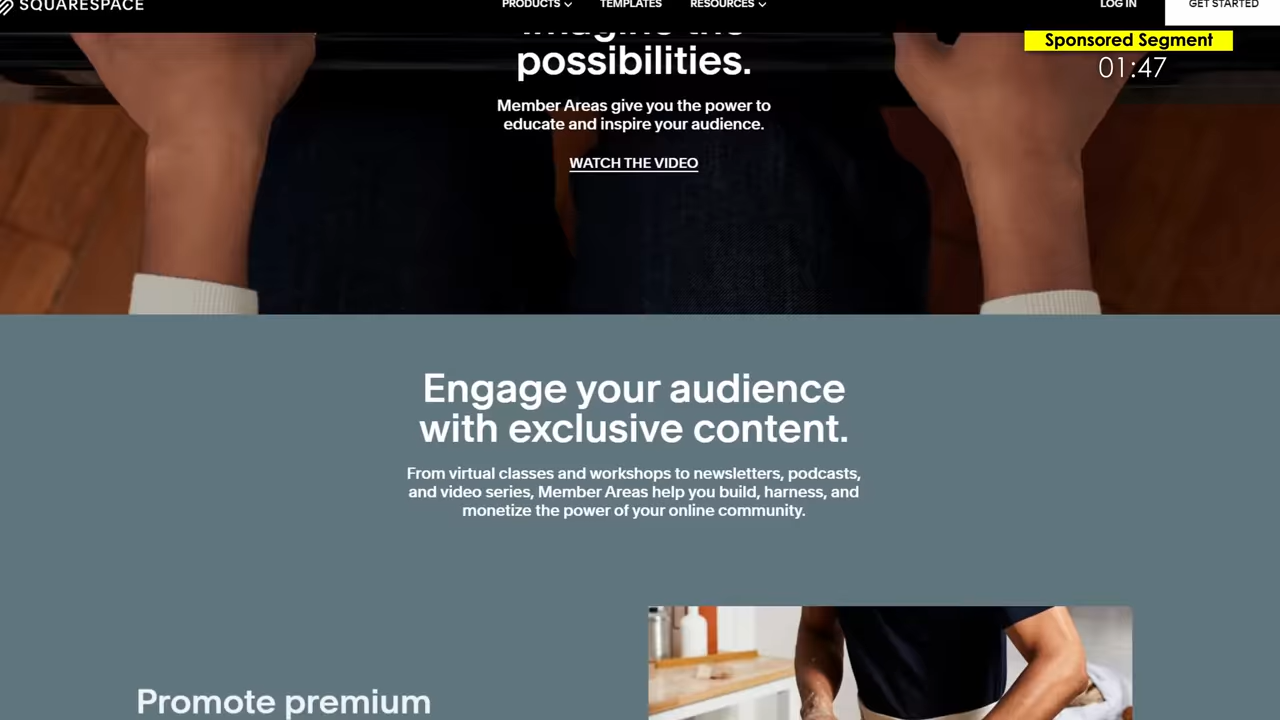 SQUARESPACE
PRODUCTS
TEMPLATES
RESOURCES
LOG IN
GET STARTED
Sponsored Segment
01:47
Imagine the
possibilities.
Member Areas give you the power to
educate and inspire your audience.
WATCH THE VIDEO
Engage your audience
with exclusive content.
From virtual classes and workshops to newsletters, podcasts,
and video series, Member Areas help you build, harness, and
monetize the power of your online community.
Promote premium